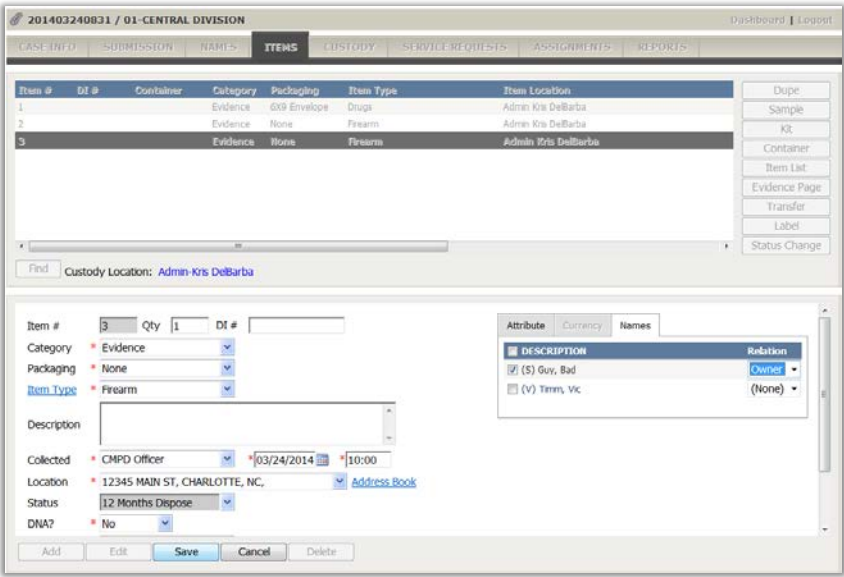 201403240831 / 01-CENTRAL DIVISION Dashboard | Logout
CASE INFO SUBMISSION NAMES ITEMS CUSTODY SERVICE REQUESTS ASSIGNMENTS REPORTS
Item # DI # Container Category Packaging Item Type Item Location
1 Evidence 6X9 Envelope Drugs Admin Kris DelBarba
2 Evidence None Firearm Admin Kris DelBarba
3 Evidence None Firearm Admin Kris DelBarba
Dupe
Sample
Kit
Container
Item List
Evidence Page
Transfer
Label
Status Change
Find Custody Location: Admin-Kris DelBarba
Item # 3 Qty 1 DI #
Category * Evidence
Packaging * None
Item Type * Firearm
Description
Collected * CMPD Officer * 03/24/2014 * 10:00
Location * 12345 MAIN ST, CHARLOTTE, NC, Address Book
Status 12 Months Dispose
DNA? * No
Attribute Currency Names
DESCRIPTION Relation
(S) Guy, Bad Owner
(V) Timm, Vic (None)
Add Edit Save Cancel Delete